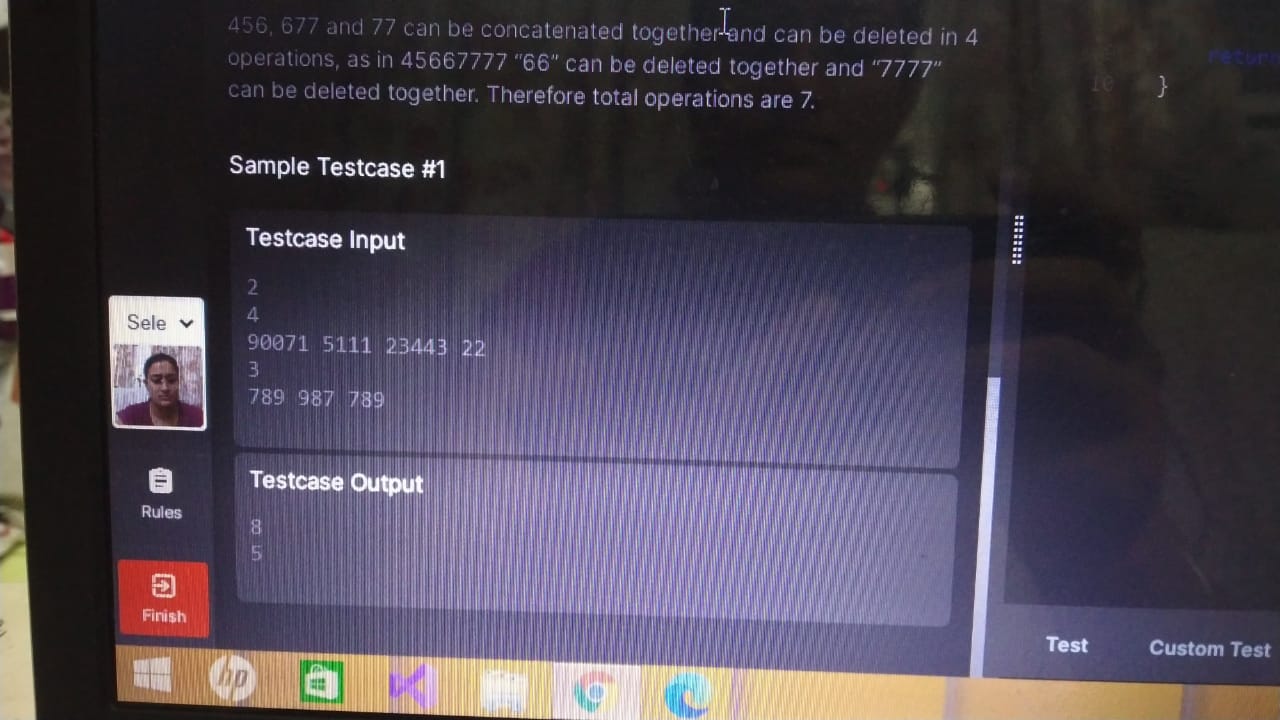 456, 677 and 77 can be concatenated together and can be deleted in 4
operations, as in 45667777 “66” can be deleted together and “7777”
can be deleted together. Therefore total operations are 7.
return
10 }
Sample Testcase #1
Testcase Input
2
4
90071 5111 23443 22
3
789 987 789
Testcase Output
8
5
Sele
Rules
Finish
Test Custom Test
hp